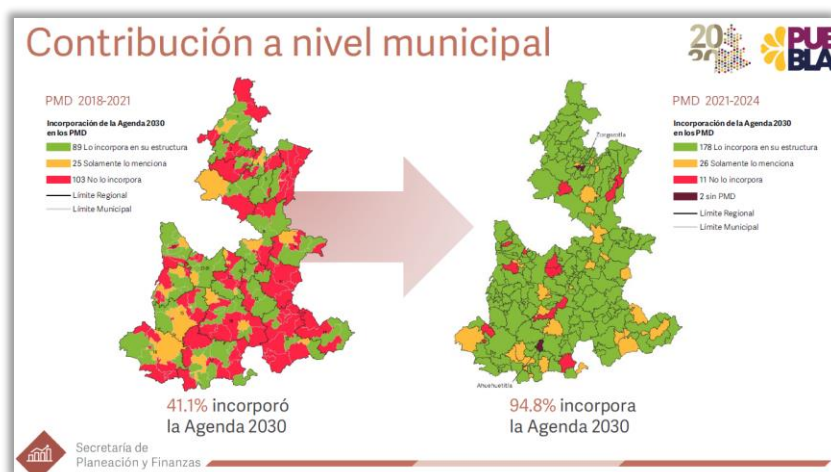 Contribución a nivel municipal
20
30
PUE
BLA
PMD 2018-2021
Incorporación de la Agenda 2030
en los PMD
89 Lo incorpora en su estructura
25 Solamente lo menciona
103 No lo incorpora
Límite Regional
Límite Municipal
41.1% incorporó
la Agenda 2030
PMD 2021-2024
Incorporación de la Agenda 2030
en los PMD
178 Lo incorpora en su estructura
26 Solamente lo menciona
11 No lo incorpora
2 sin PMD
Límite Regional
Límite Municipal
Ahuehuetitla
94.8% incorpora
la Agenda 2030
Secretaría de
Planeación y Finanzas